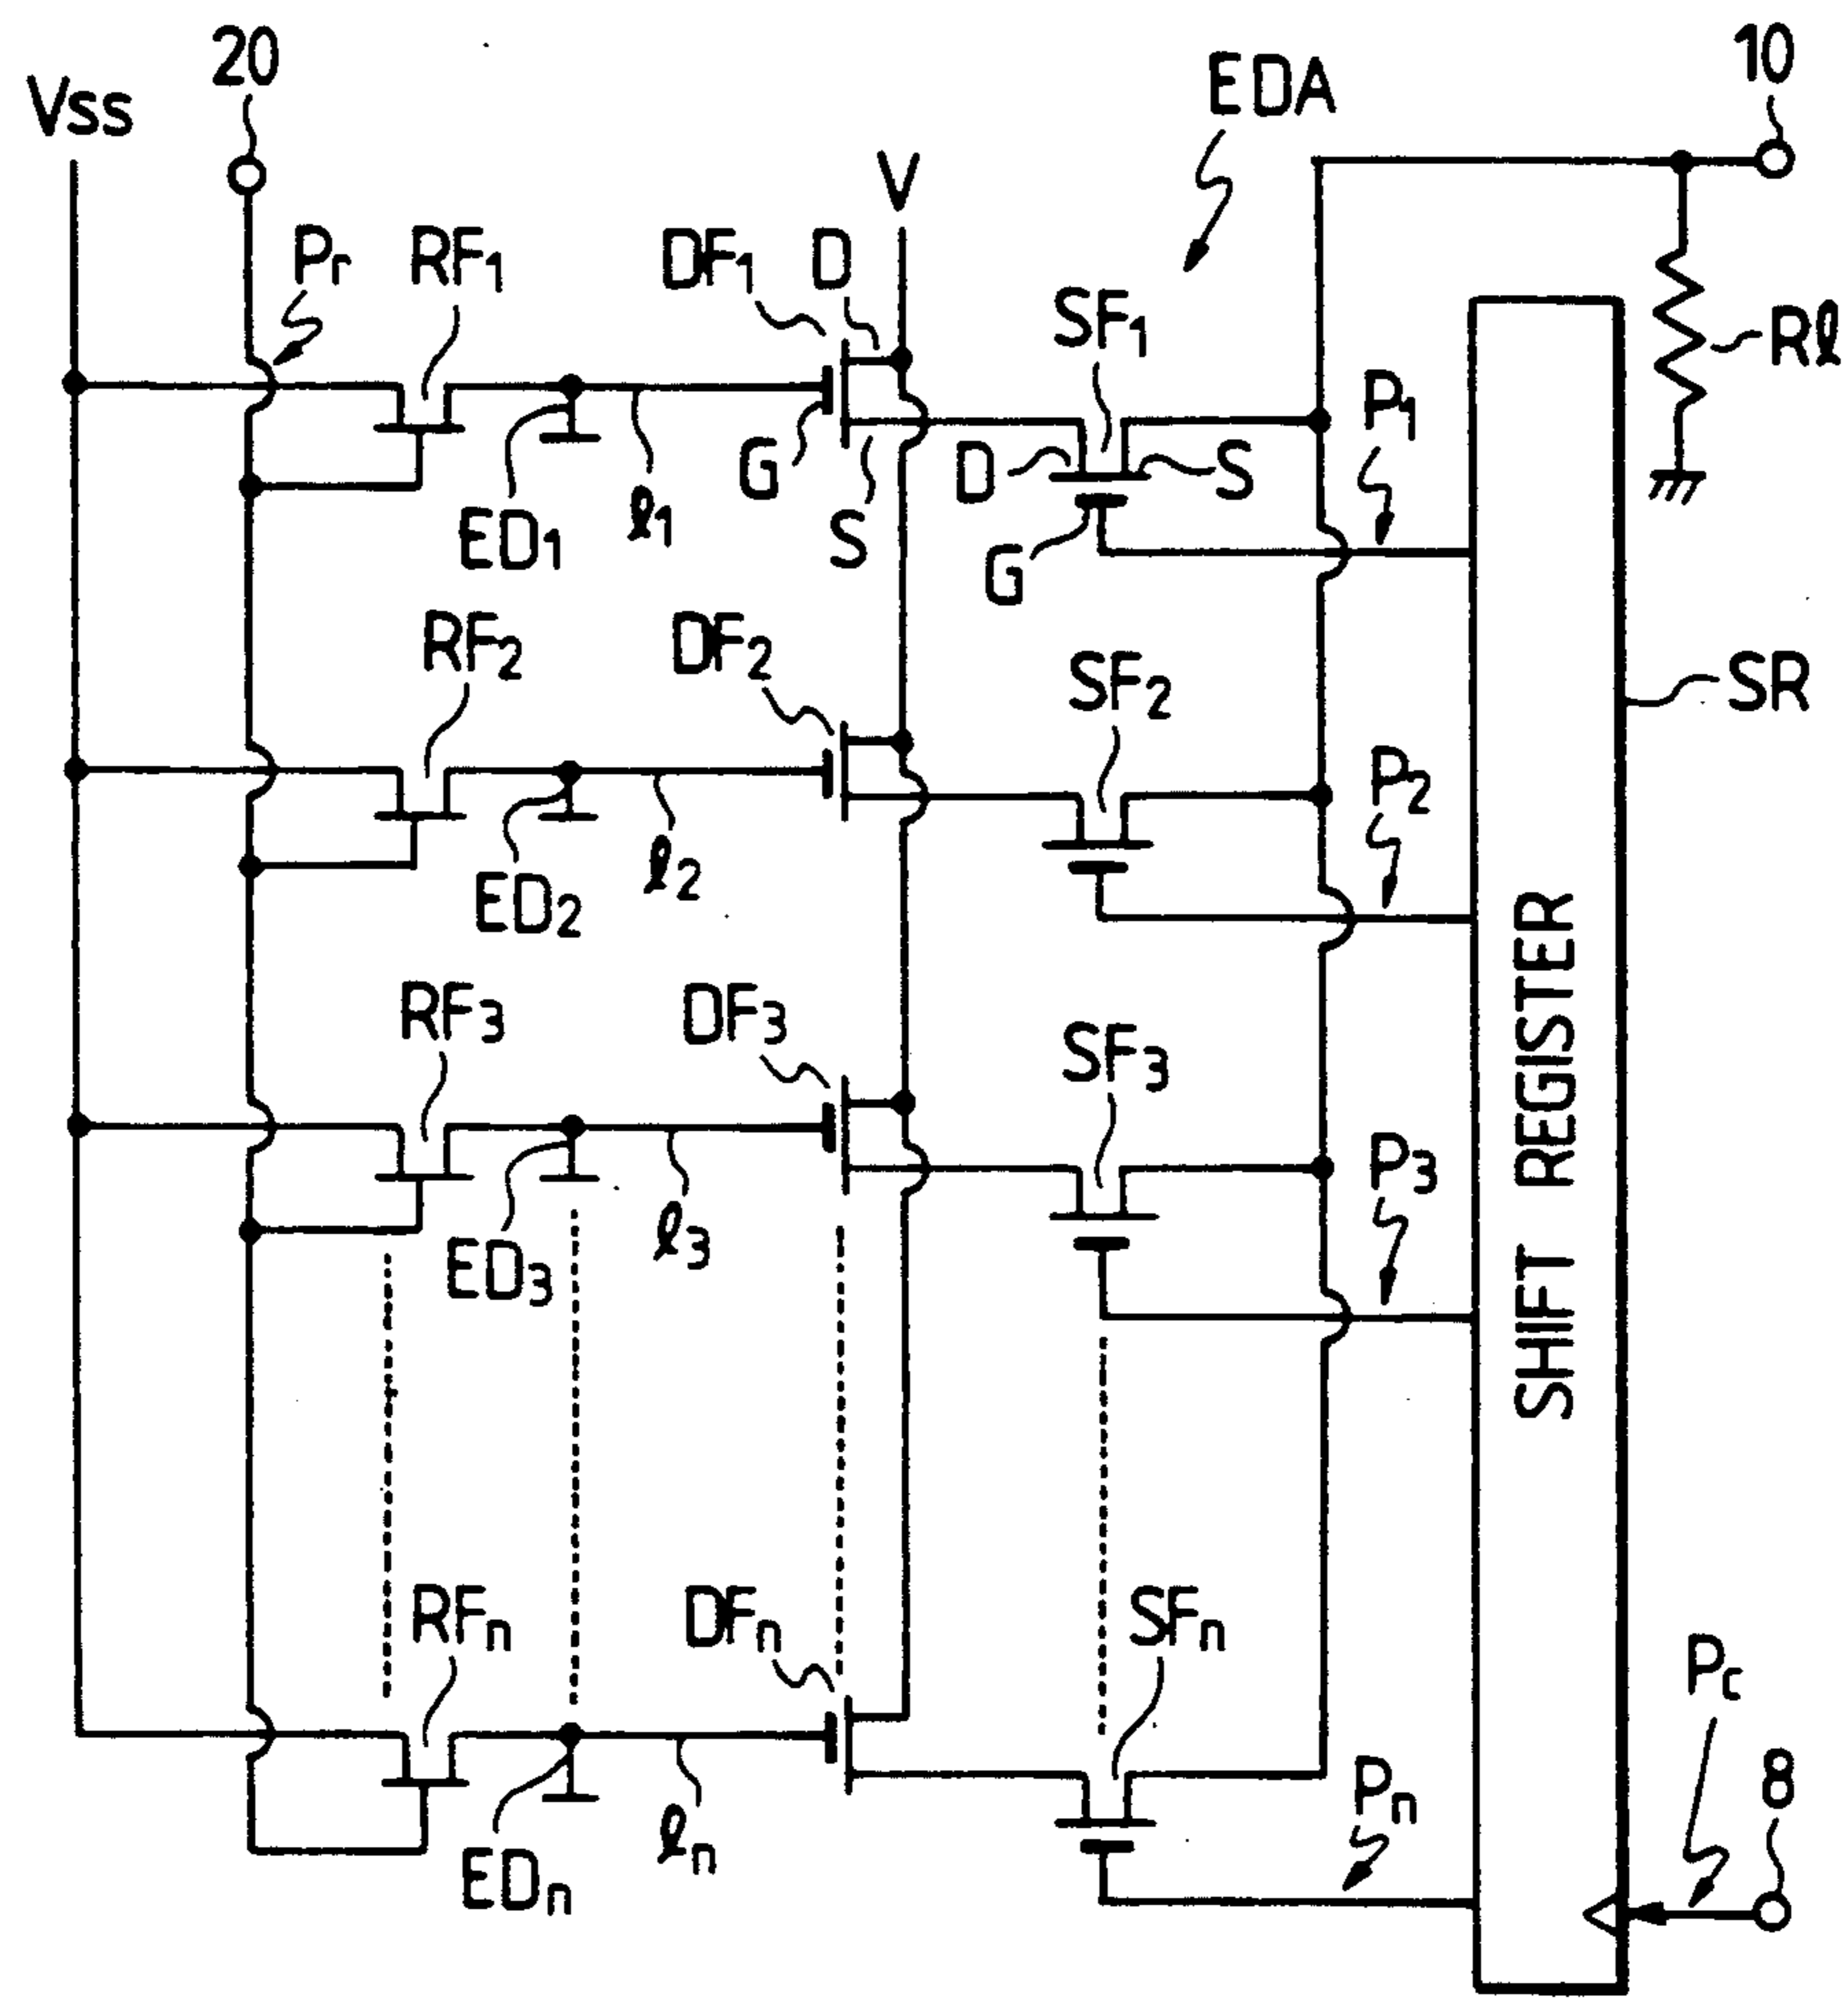 20
10
Vss
EDA
V
Pr
RF1
DF1
D
SF1
Rℓ
P1
G
D
S
ED1
ℓ1
S
G
RF2
DF2
SF2
SR
P2
ℓ2
ED2
RF3
DF3
SF3
P3
ℓ3
ED3
SHIFT REGISTER
RFn
DFn
SFn
Pc
Pn
8
ℓn
EDn